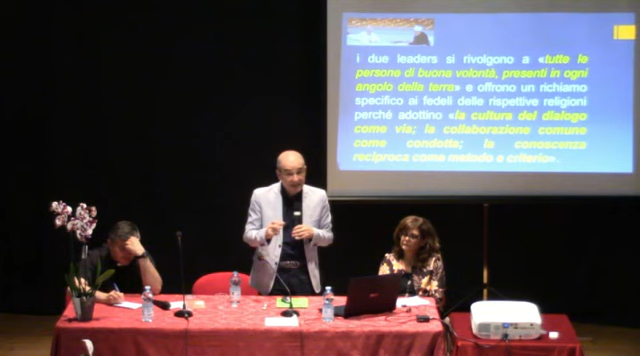 i due leaders si rivolgono a «tutte le
persone di buona volontà, presenti in ogni
angolo della terra» e offrono un richiamo
specifico ai fedeli delle rispettive religioni
perché adottino «la cultura del dialogo
come via; la collaborazione comune
come condotta; la conoscenza
reciproca come metodo e criterio».